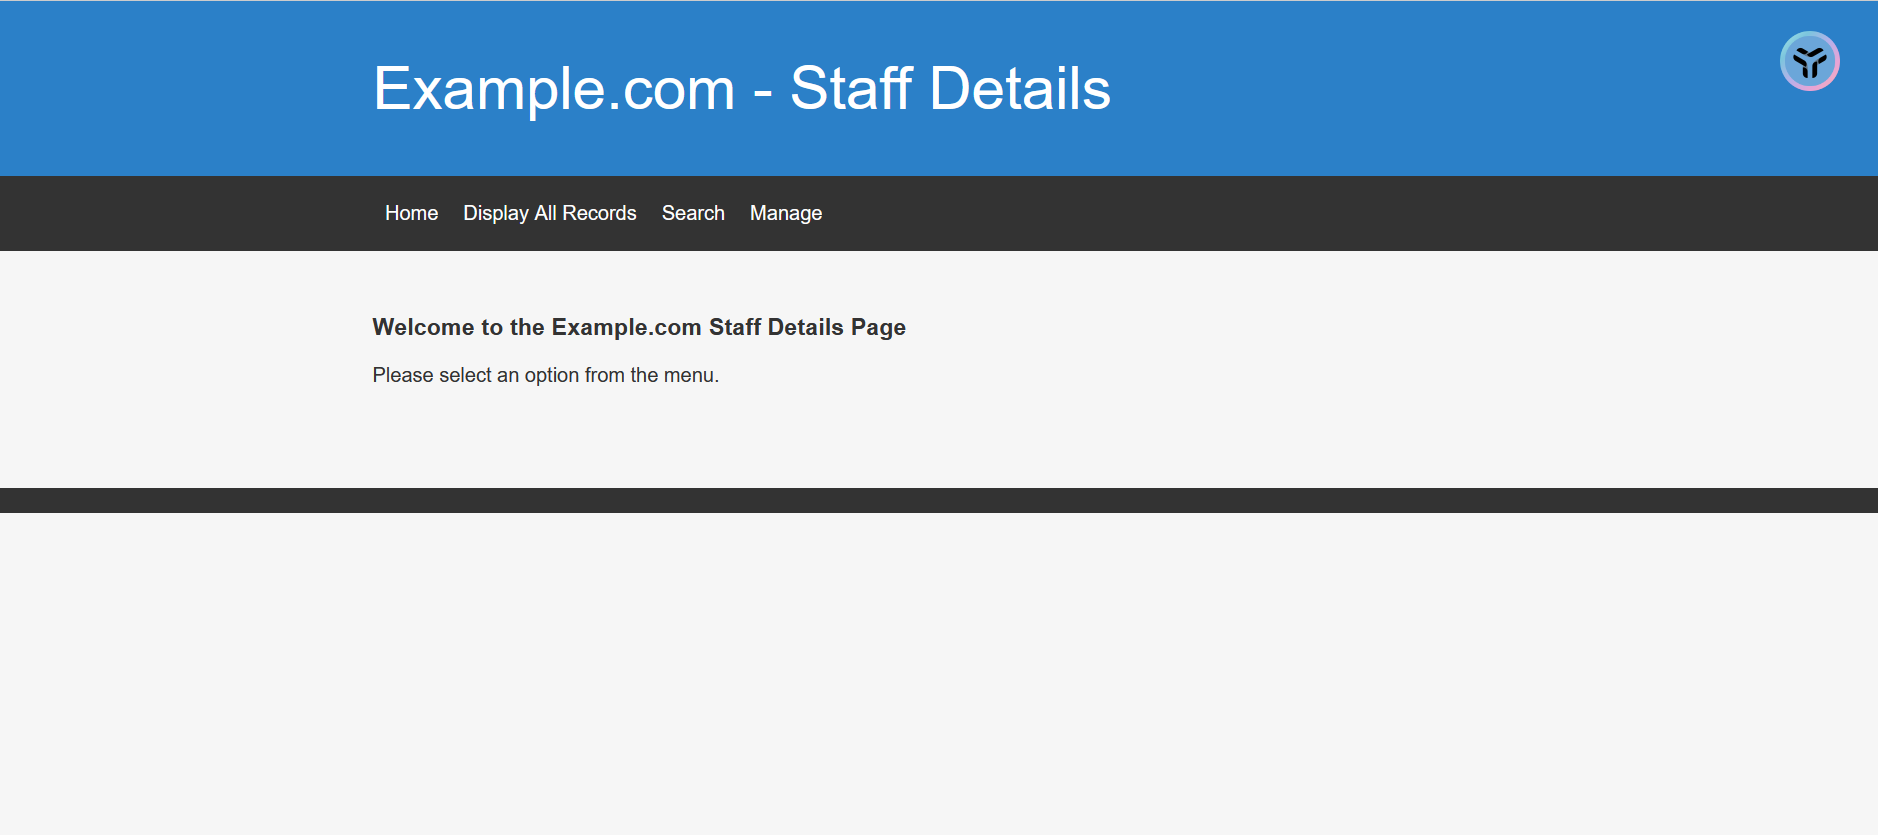 Example.com - Staff Details
Home Display All Records Search Manage
Welcome to the Example.com Staff Details Page
Please select an option from the menu.